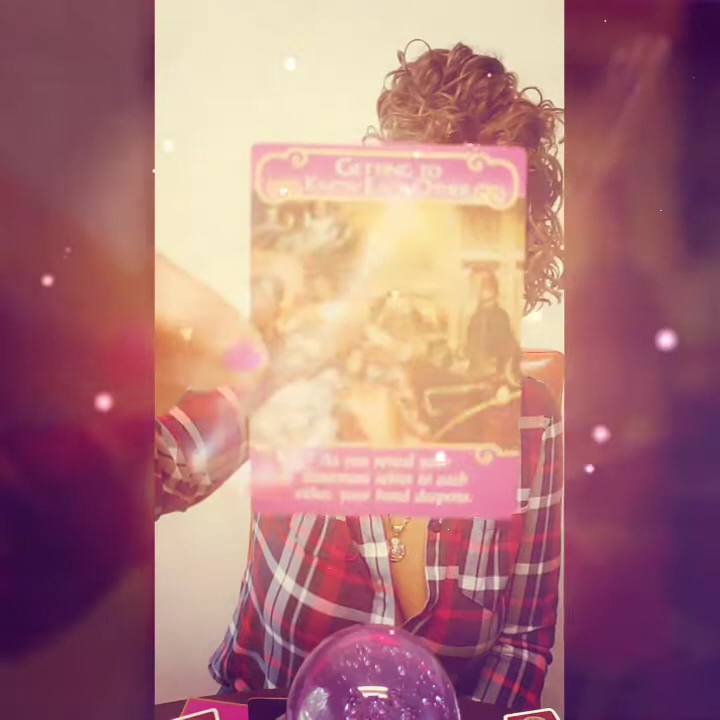 GETTING TO
KNOW EACH OTHER
As you reveal your
innermost selves to each
other, your bond deepens.